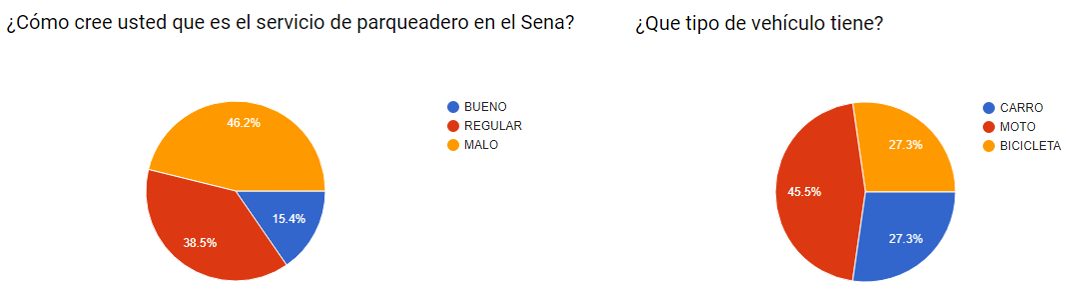 ¿Cómo cree usted que es el servicio de parqueadero en el Sena?
BUENO
REGULAR
MALO
46.2%
15.4%
38.5%
¿Que tipo de vehículo tiene?
CARRO
MOTO
BICICLETA
27.3%
45.5%
27.3%